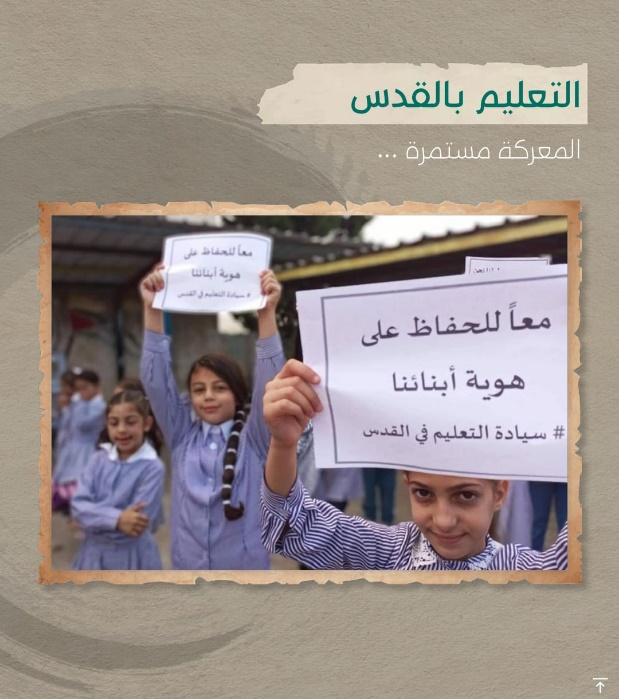 التعليم بالقدس
المعركة مستمرة ...
معاً للحفاظ على
هوية أبنائنا
# سيادة التعليم في القدس
معاً للحفاظ على
هوية أبنائنا
# سيادة التعليم في القدس